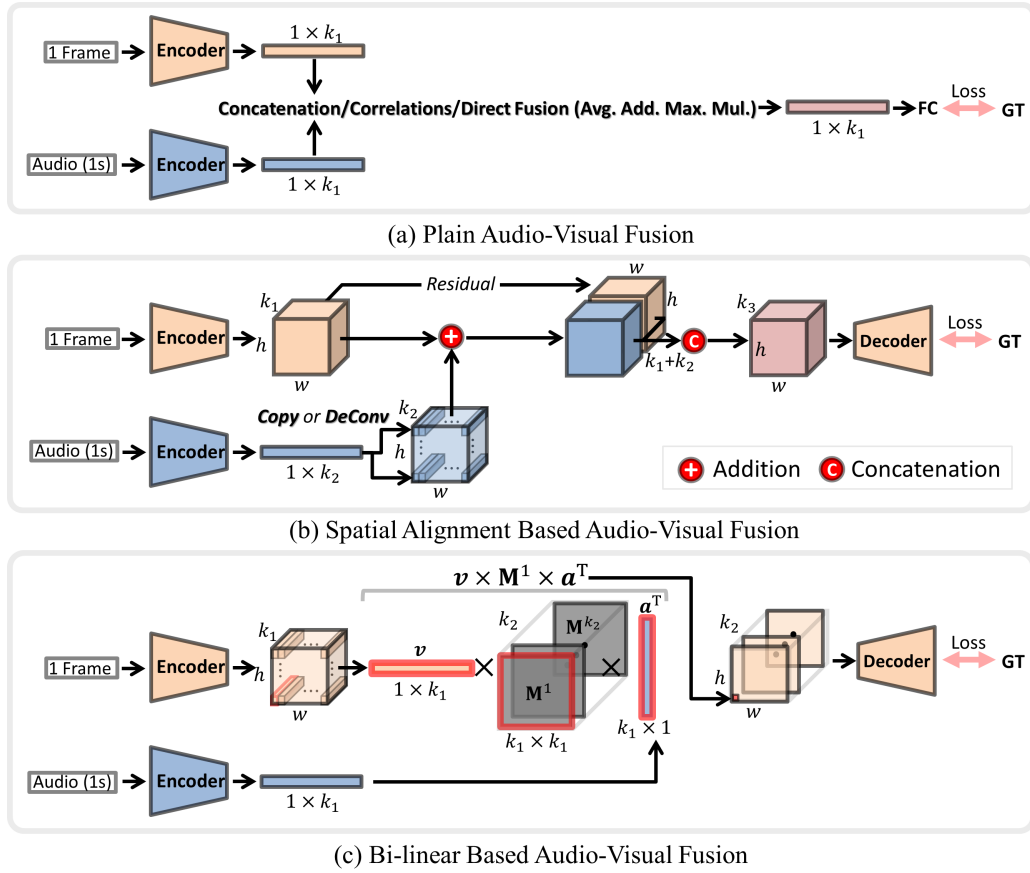 1 Frame
Encoder
1 × k₁
Concatenation/Correlations/Direct Fusion (Avg. Add. Max. Mul.)
1 × k₁
FC
Loss
GT
Audio (1s)
Encoder
1 × k₁
(a) Plain Audio-Visual Fusion
1 Frame
Encoder
k₁
h
w
Residual
+
w
h
k₁+k₂
C
k₃
h
w
Decoder
Loss
GT
Audio (1s)
Encoder
Copy or DeConv
1 × k₂
k₂
h
w
+ Addition
C Concatenation
(b) Spatial Alignment Based Audio-Visual Fusion
v × M¹ × aᵀ
1 Frame
Encoder
k₁
h
w
v
1 × k₁
×
k₂
M^{k₂}
M¹
k₁ × k₁
×
aᵀ
k₁ × 1
k₂
h
w
Decoder
Loss
GT
Audio (1s)
Encoder
1 × k₁
(c) Bi-linear Based Audio-Visual Fusion